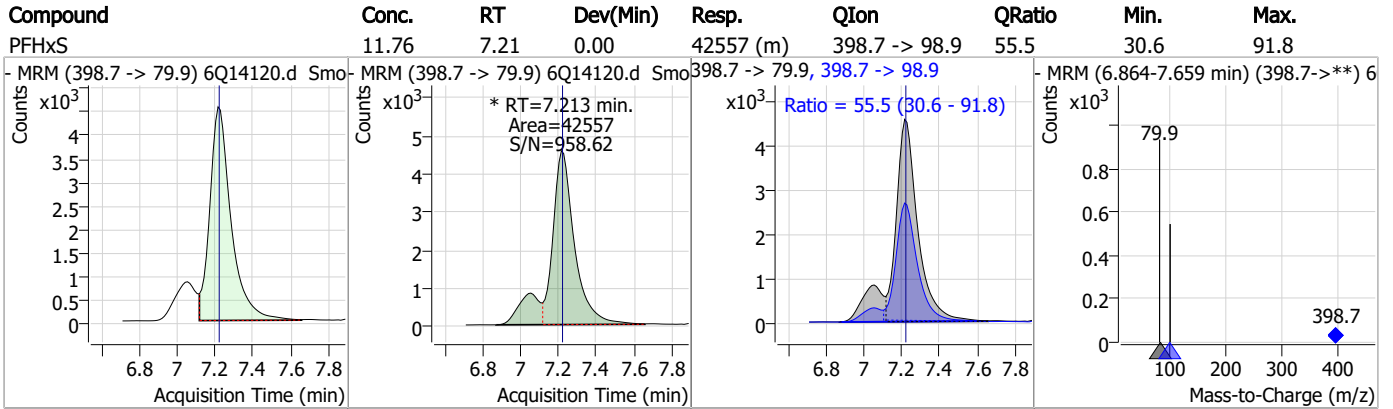 Compound Conc. RT Dev(Min) Resp. QIon QRatio Min. Max.
PFHxS 11.76 7.21 0.00 42557 (m) 398.7 -> 98.9 55.5 30.6 91.8
- MRM (398.7 -> 79.9) 6Q14120.d Smo
Counts
x10³
4
3.5
3
2.5
2
1.5
1
0.5
0
6.8 7 7.2 7.4 7.6 7.8
Acquisition Time (min)
- MRM (398.7 -> 79.9) 6Q14120.d Smo
Counts
x10³
* RT=7.213 min.
Area=42557
S/N=958.62
5
4
3
2
1
0
6.8 7 7.2 7.4 7.6 7.8
Acquisition Time (min)
398.7 -> 79.9, 398.7 -> 98.9
x10³
Ratio = 55.5 (30.6 - 91.8)
4
3
2
1
0
6.8 7 7.2 7.4 7.6 7.8
Acquisition Time (min)
- MRM (6.864-7.659 min) (398.7->**) 6
Counts
x10³
79.9
0.8
0.6
0.4
0.2
0
398.7
100 200 300 400
Mass-to-Charge (m/z)